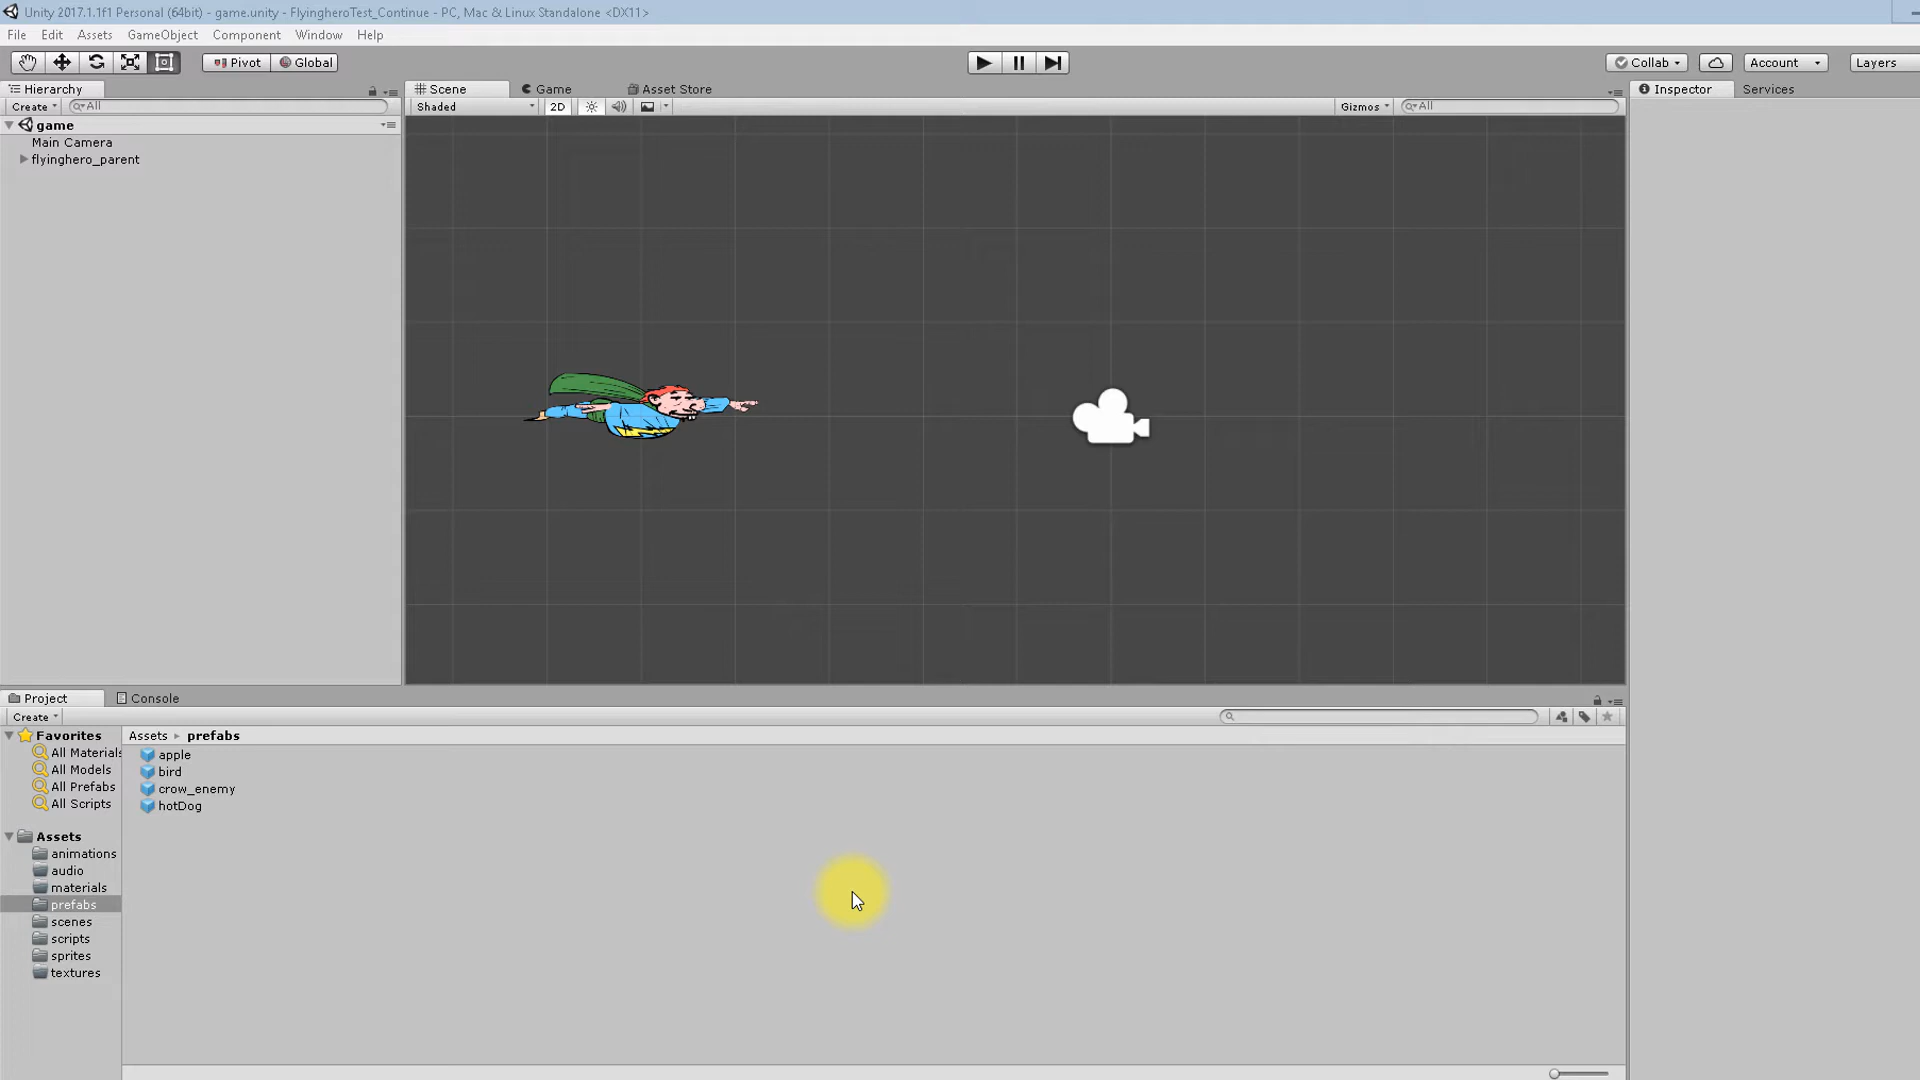 Unity 2017.1.1f1 Personal (64bit) - game.unity - FlyingheroTest_Continue - PC, Mac & Linux Standalone <DX11>
File Edit Assets GameObject Component Window Help
Pivot Global Collab Account Layers
Hierarchy
Create All
game
Main Camera
flyinghero_parent
Scene Game Asset Store
Shaded 2D Gizmos All
Inspector Services
Project Console
Create
Favorites
All Materials
All Models
All Prefabs
All Scripts
Assets
animations
audio
materials
prefabs
scenes
scripts
sprites
textures
Assets prefabs
apple
bird
crow_enemy
hotDog